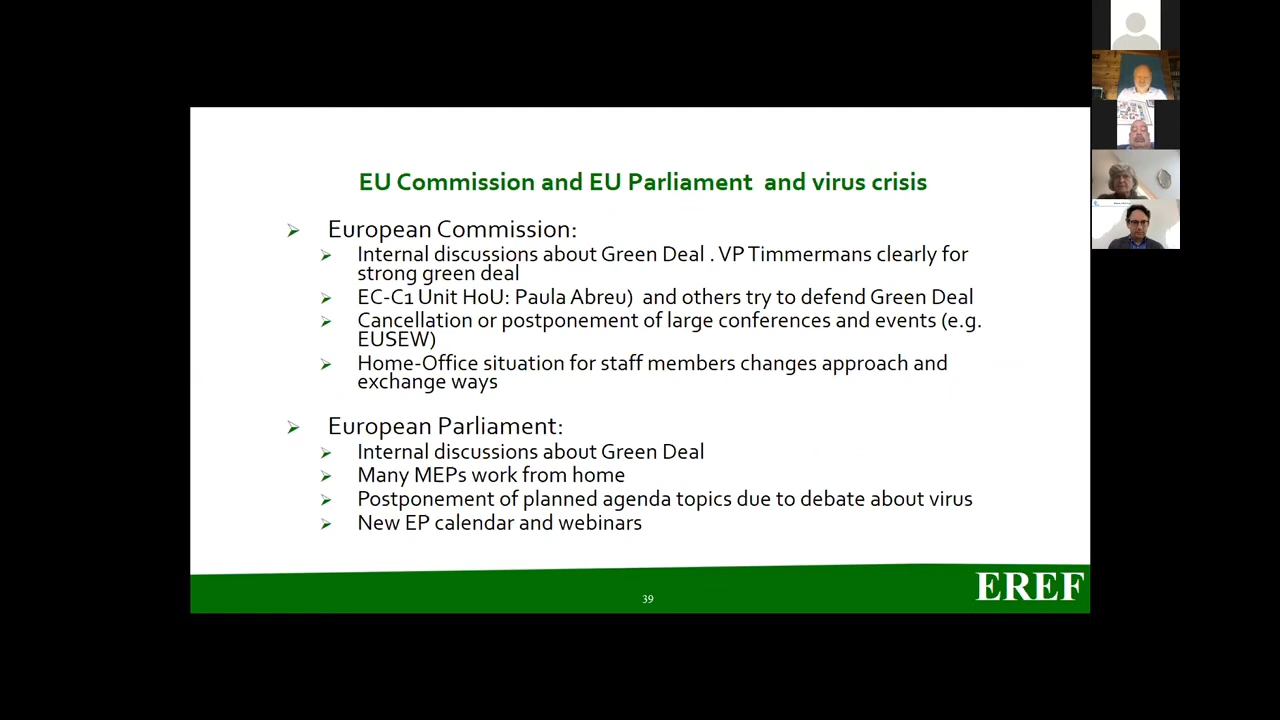 EU Commission and EU Parliament  and virus crisis
European Commission:
Internal discussions about Green Deal . VP Timmermans clearly for
strong green deal
EC-C1 Unit HoU: Paula Abreu)  and others try to defend Green Deal
Cancellation or postponement of large conferences and events (e.g.
EUSEW)
Home-Office situation for staff members changes approach and
exchange ways
European Parliament:
Internal discussions about Green Deal
Many MEPs work from home
Postponement of planned agenda topics due to debate about virus
New EP calendar and webinars
39
EREF